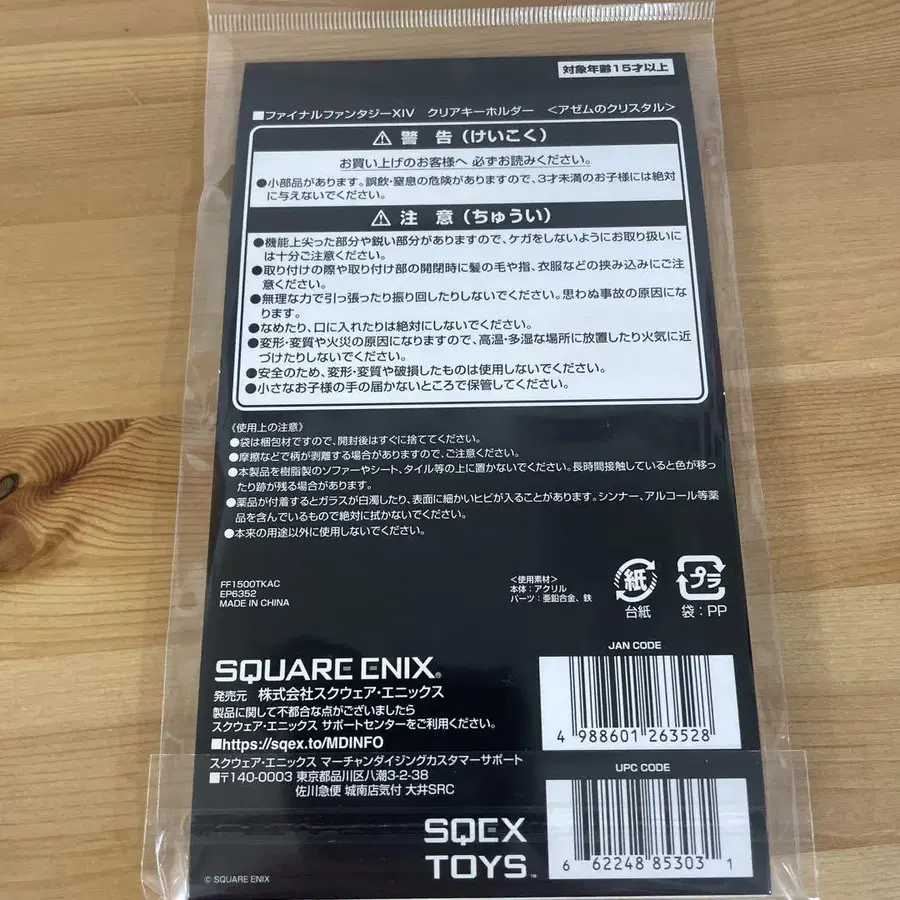 対象年齢15才以上
■ファイナルファンタジーXIV クリアキーホルダー <アゼムのクリスタル>
⚠ 警 告(けいこく)
お買い上げのお客様へ 必ずお読みください。
●小部品があります。誤飲・窒息の危険がありますので、3才未満のお子様には絶対
に与えないでください。
⚠ 注 意(ちゅうい)
●機能上尖った部分や鋭い部分がありますので、ケガをしないようにお取り扱いに
は十分ご注意ください。
●取り付けの際や取り付け部の開閉時に髪の毛や指、衣服などの挟み込みにご注
意ください。
●無理な力で引っ張ったり振り回したりしないでください。思わぬ事故の原因にな
ります。
●なめたり、口に入れたりは絶対にしないでください。
●変形・変質や火災の原因になりますので、高温・多湿な場所に放置したり火気に近
づけたりしないでください。
●安全のため、変形・変質や破損したものは使用しないでください。
●小さなお子様の手の届かないところで保管してください。
《使用上の注意》
●袋は梱包材ですので、開封後はすぐに捨ててください。
●摩擦などで柄が剥離する場合がありますので、ご注意ください。
●本製品を樹脂製のソファーやシート、タイル等の上に置かないでください。長時間接触していると色が移っ
たり跡が残る場合があります。
●薬品が付着するとガラスが白濁したり、表面に細かいヒビが入ることがあります。シンナー、アルコール等薬
品を含んでいるもので絶対に拭かないでください。
●本来の用途以外に使用しないでください。
FF1500TKAC
EP6352
MADE IN CHINA
<使用素材>
本体:アクリル
パーツ:亜鉛合金、鉄
紙
台紙
プラ
袋:PP
SQUARE ENIX®
発売元 株式会社スクウェア・エニックス
製品に関して不都合な点がございましたら
スクウェア・エニックス サポートセンターをご利用ください。
■https://sqex.to/MDINFO
スクウェア・エニックス マーチャンダイジングカスタマーサポート
■〒140-0003 東京都品川区八潮3-2-38
佐川急便 城南店気付 大井SRC
JAN CODE
4 988601 263528
UPC CODE
6 62248 85303 1
SQEX
TOYS™
© SQUARE ENIX